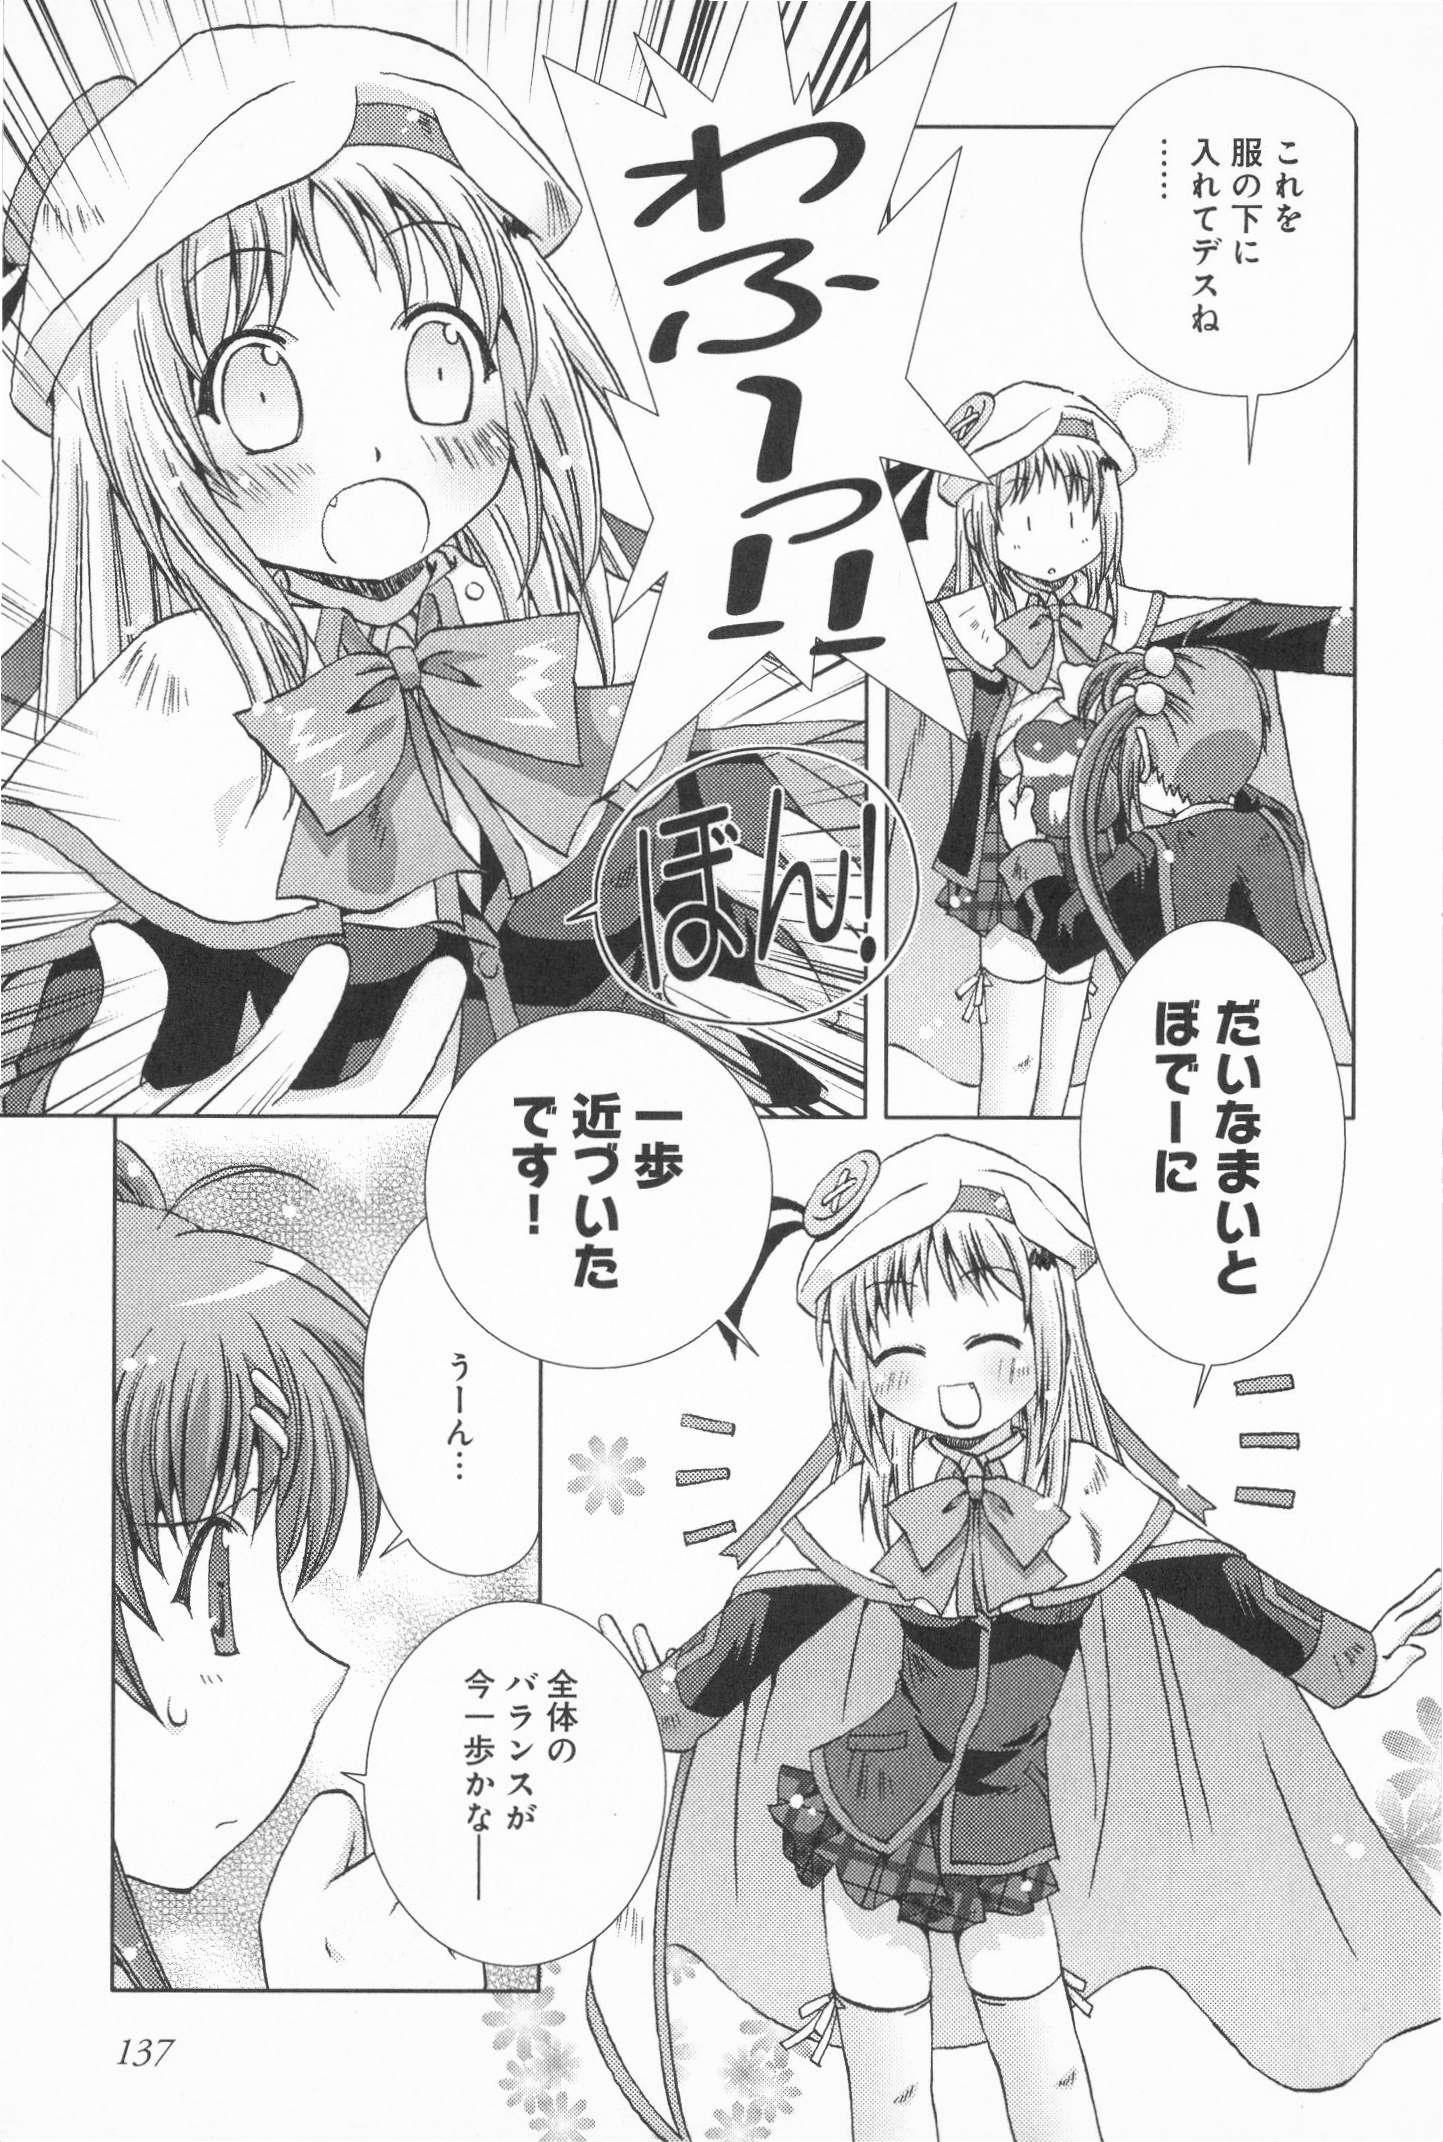 これを
服の下に
入れてデスね
……
わふーっ!!
ぼん!
だいなまいと
ぼでーに
一歩
近づいた
です!
うーん…
全体の
バランスが
今一歩かな――
137